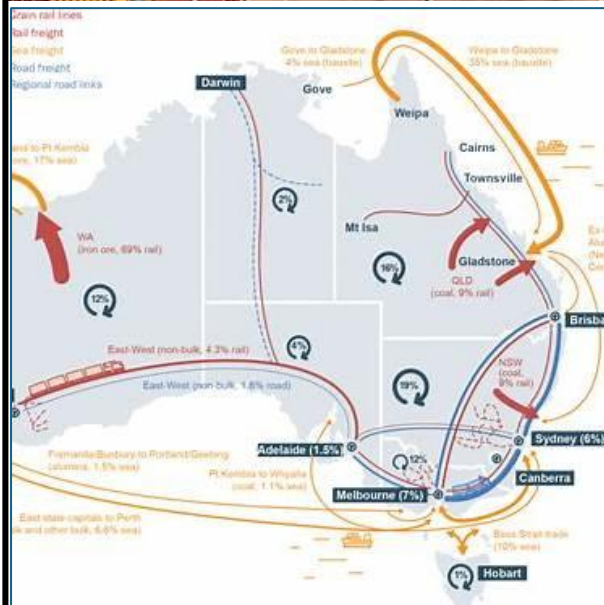 Grain rail lines
Rail freight
Sea freight
Road freight
Regional road links
Gove to Gladstone
4% sea (bauxite)
Weipa to Gladstone
35% sea (bauxite)
Darwin
Gove
Weipa
Cairns
Townsville
to Pt Kembla
ore, 17% sea)
2%
Mt Isa
WA
(iron ore, 69% rail)
16%
Gladstone
QLD
(coal, 9% rail)
12%
Brisba
East-West (non-bulk, 4.3% rail)
4%
East-West (non-bulk, 1.6% road)
19%
NSW
(coal,
9% rail)
Adelaide (1.5%)
12%
Sydney (6%)
Fremantle/Bunbury to Portland/Geelong
(alumina, 1.5% sea)
Pt Kembla to Whyalla
(coal, 1.1% sea)
Canberra
Melbourne (7%)
East state capitals to Perth
and other bulk, 6.6% sea)
Bass Strait trade
(10% sea)
1%
Hobart